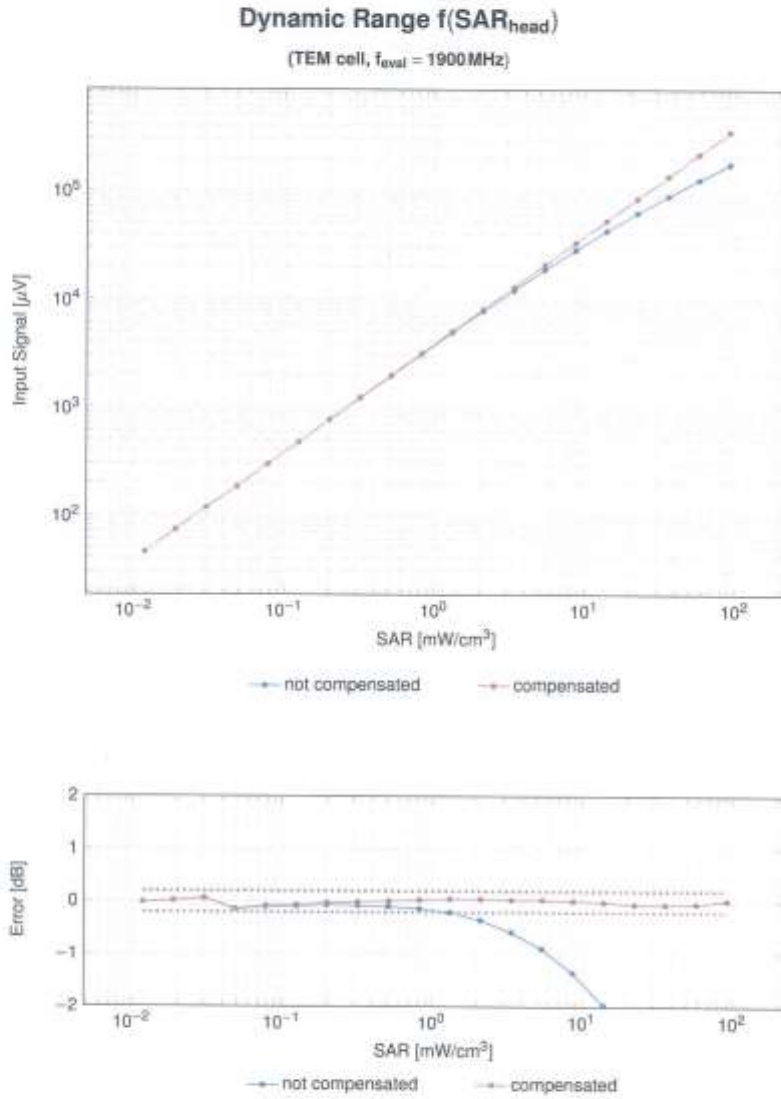 Dynamic Range f(SAR_head)
(TEM cell, f_eval = 1900 MHz)
Input Signal [µV]
10⁵
10⁴
10³
10²
10⁻² 10⁻¹ 10⁰ 10¹ 10²
SAR [mW/cm³]
not compensated compensated
Error [dB]
2
1
0
−1
−2
10⁻² 10⁻¹ 10⁰ 10¹ 10²
SAR [mW/cm³]
not compensated compensated